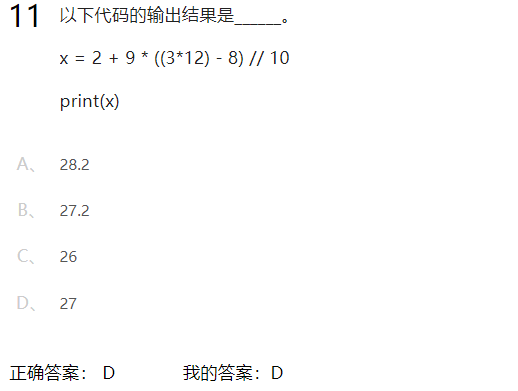 11 以下代码的输出结果是______。
x = 2 + 9 * ((3*12) - 8) // 10
print(x)
A、 28.2
B、 27.2
C、 26
D、 27
正确答案： D 我的答案：D